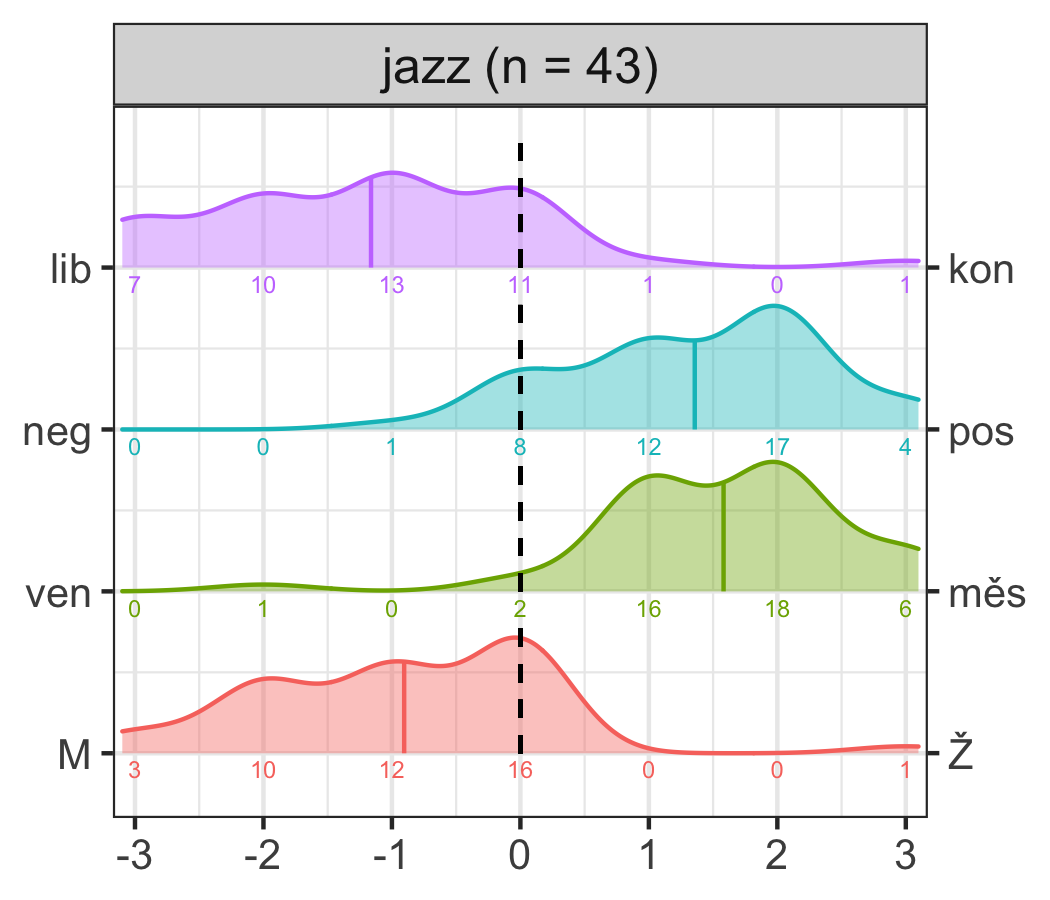 jazz (n = 43)
lib kon
7 10 13 11 1 0 1
neg pos
0 0 1 8 12 17 4
ven měs
0 1 0 2 16 18 6
M Ž
3 10 12 16 0 0 1
-3 -2 -1 0 1 2 3